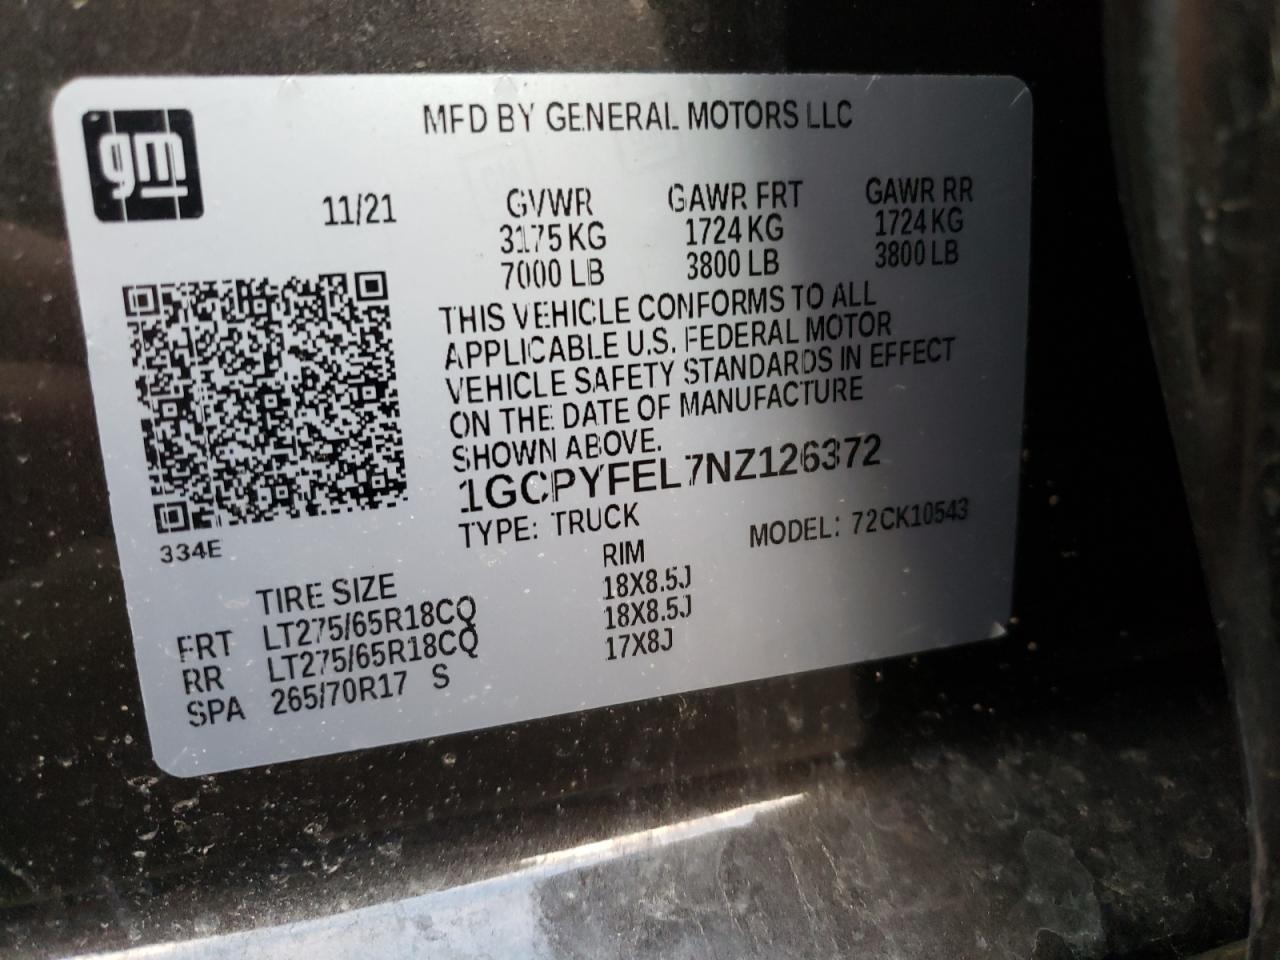 MFD BY GENERAL MOTORS LLC
gm
11/21
GVWR GAWR FRT GAWR RR
3175 KG 1724 KG 1724 KG
7000 LB 3800 LB 3800 LB
THIS VEHICLE CONFORMS TO ALL
APPLICABLE U.S. FEDERAL MOTOR
VEHICLE SAFETY STANDARDS IN EFFECT
ON THE DATE OF MANUFACTURE
SHOWN ABOVE.
1GCPYFEL7NZ126372
TYPE: TRUCK MODEL: 72CK10543
334E
TIRE SIZE RIM
FRT LT275/65R18CQ 18X8.5J
RR LT275/65R18CQ 18X8.5J
SPA 265/70R17 S 17X8J